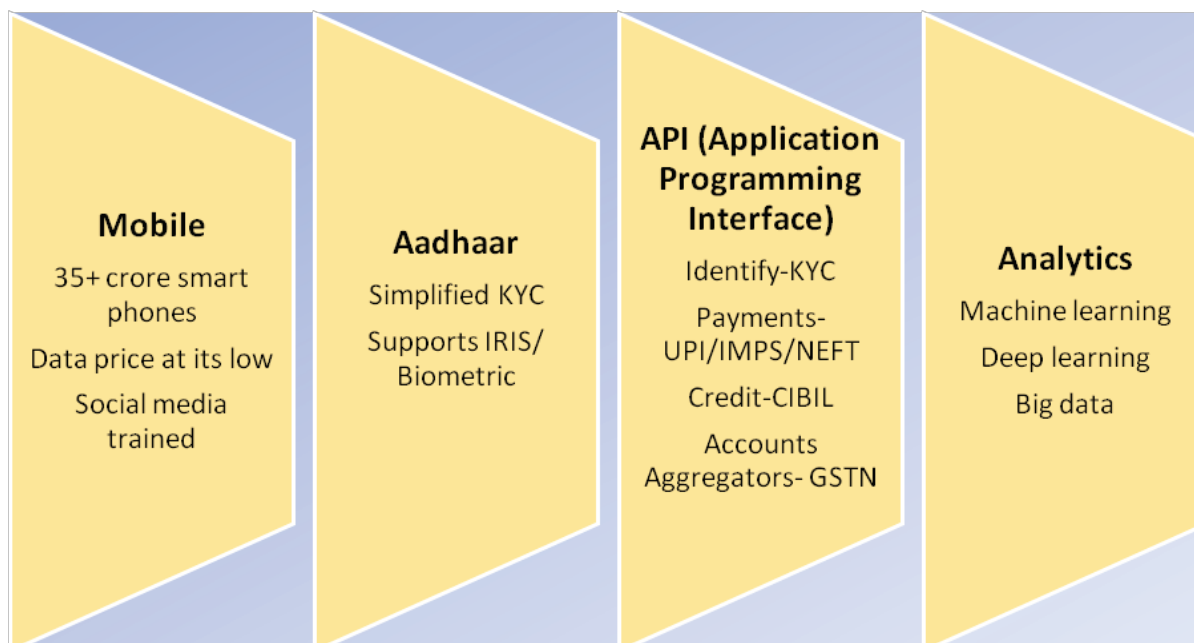 Mobile
35+ crore smart
phones
Data price at its low
Social media
trained
Aadhaar
Simplified KYC
Supports IRIS/
Biometric
API (Application
Programming
Interface)
Identify-KYC
Payments-
UPI/IMPS/NEFT
Credit-CIBIL
Accounts
Aggregators- GSTN
Analytics
Machine learning
Deep learning
Big data